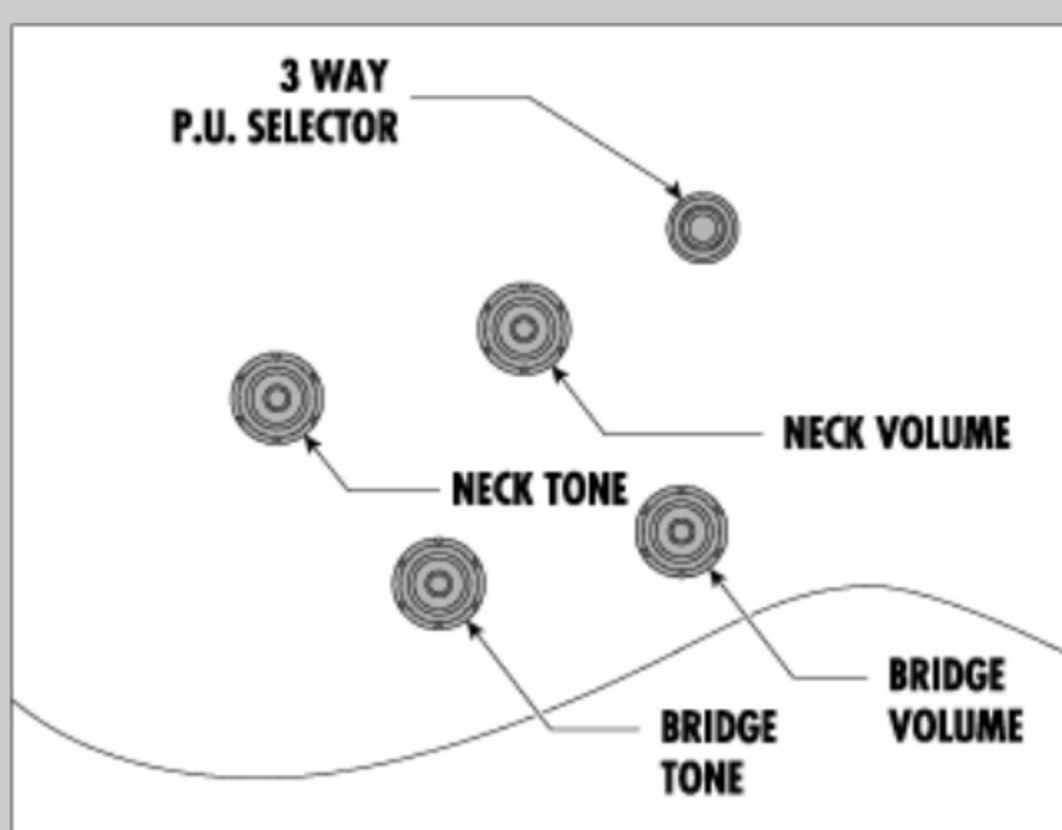 3 WAY
P.U. SELECTOR
NECK VOLUME
NECK TONE
BRIDGE
VOLUME
BRIDGE
TONE